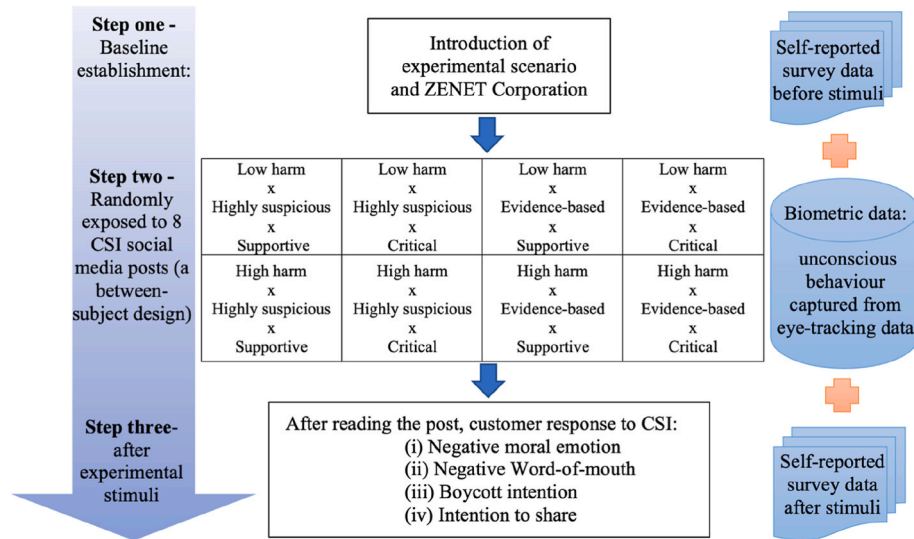 Step one -
Baseline
establishment:
Introduction of
experimental scenario
and ZENET Corporation
Self-reported
survey data
before stimuli
Step two -
Randomly
exposed to 8
CSI social
media posts (a
between-
subject design)
Low harm
x
Highly suspicious
x
Supportive
Low harm
x
Highly suspicious
x
Critical
Low harm
x
Evidence-based
x
Supportive
Low harm
x
Evidence-based
x
Critical
High harm
x
Highly suspicious
x
Supportive
High harm
x
Highly suspicious
x
Critical
High harm
x
Evidence-based
x
Supportive
High harm
x
Evidence-based
x
Critical
Biometric data:
unconscious
behaviour
captured from
eye-tracking data
Step three-
after
experimental
stimuli
After reading the post, customer response to CSI:
(i) Negative moral emotion
(ii) Negative Word-of-mouth
(iii) Boycott intention
(iv) Intention to share
Self-reported
survey data
after stimuli